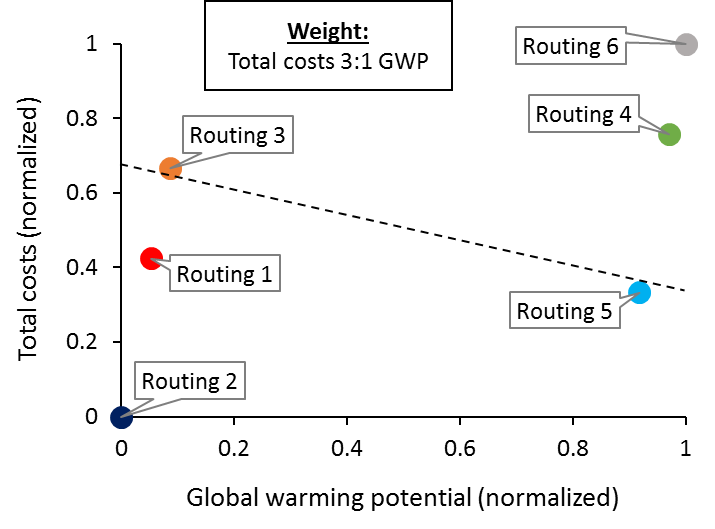 Weight:
Total costs 3:1 GWP
Total costs (normalized)
1
0.8
0.6
0.4
0.2
0
Routing 6
Routing 4
Routing 3
Routing 1
Routing 5
Routing 2
0
0.2
0.4
0.6
0.8
1
Global warming potential (normalized)